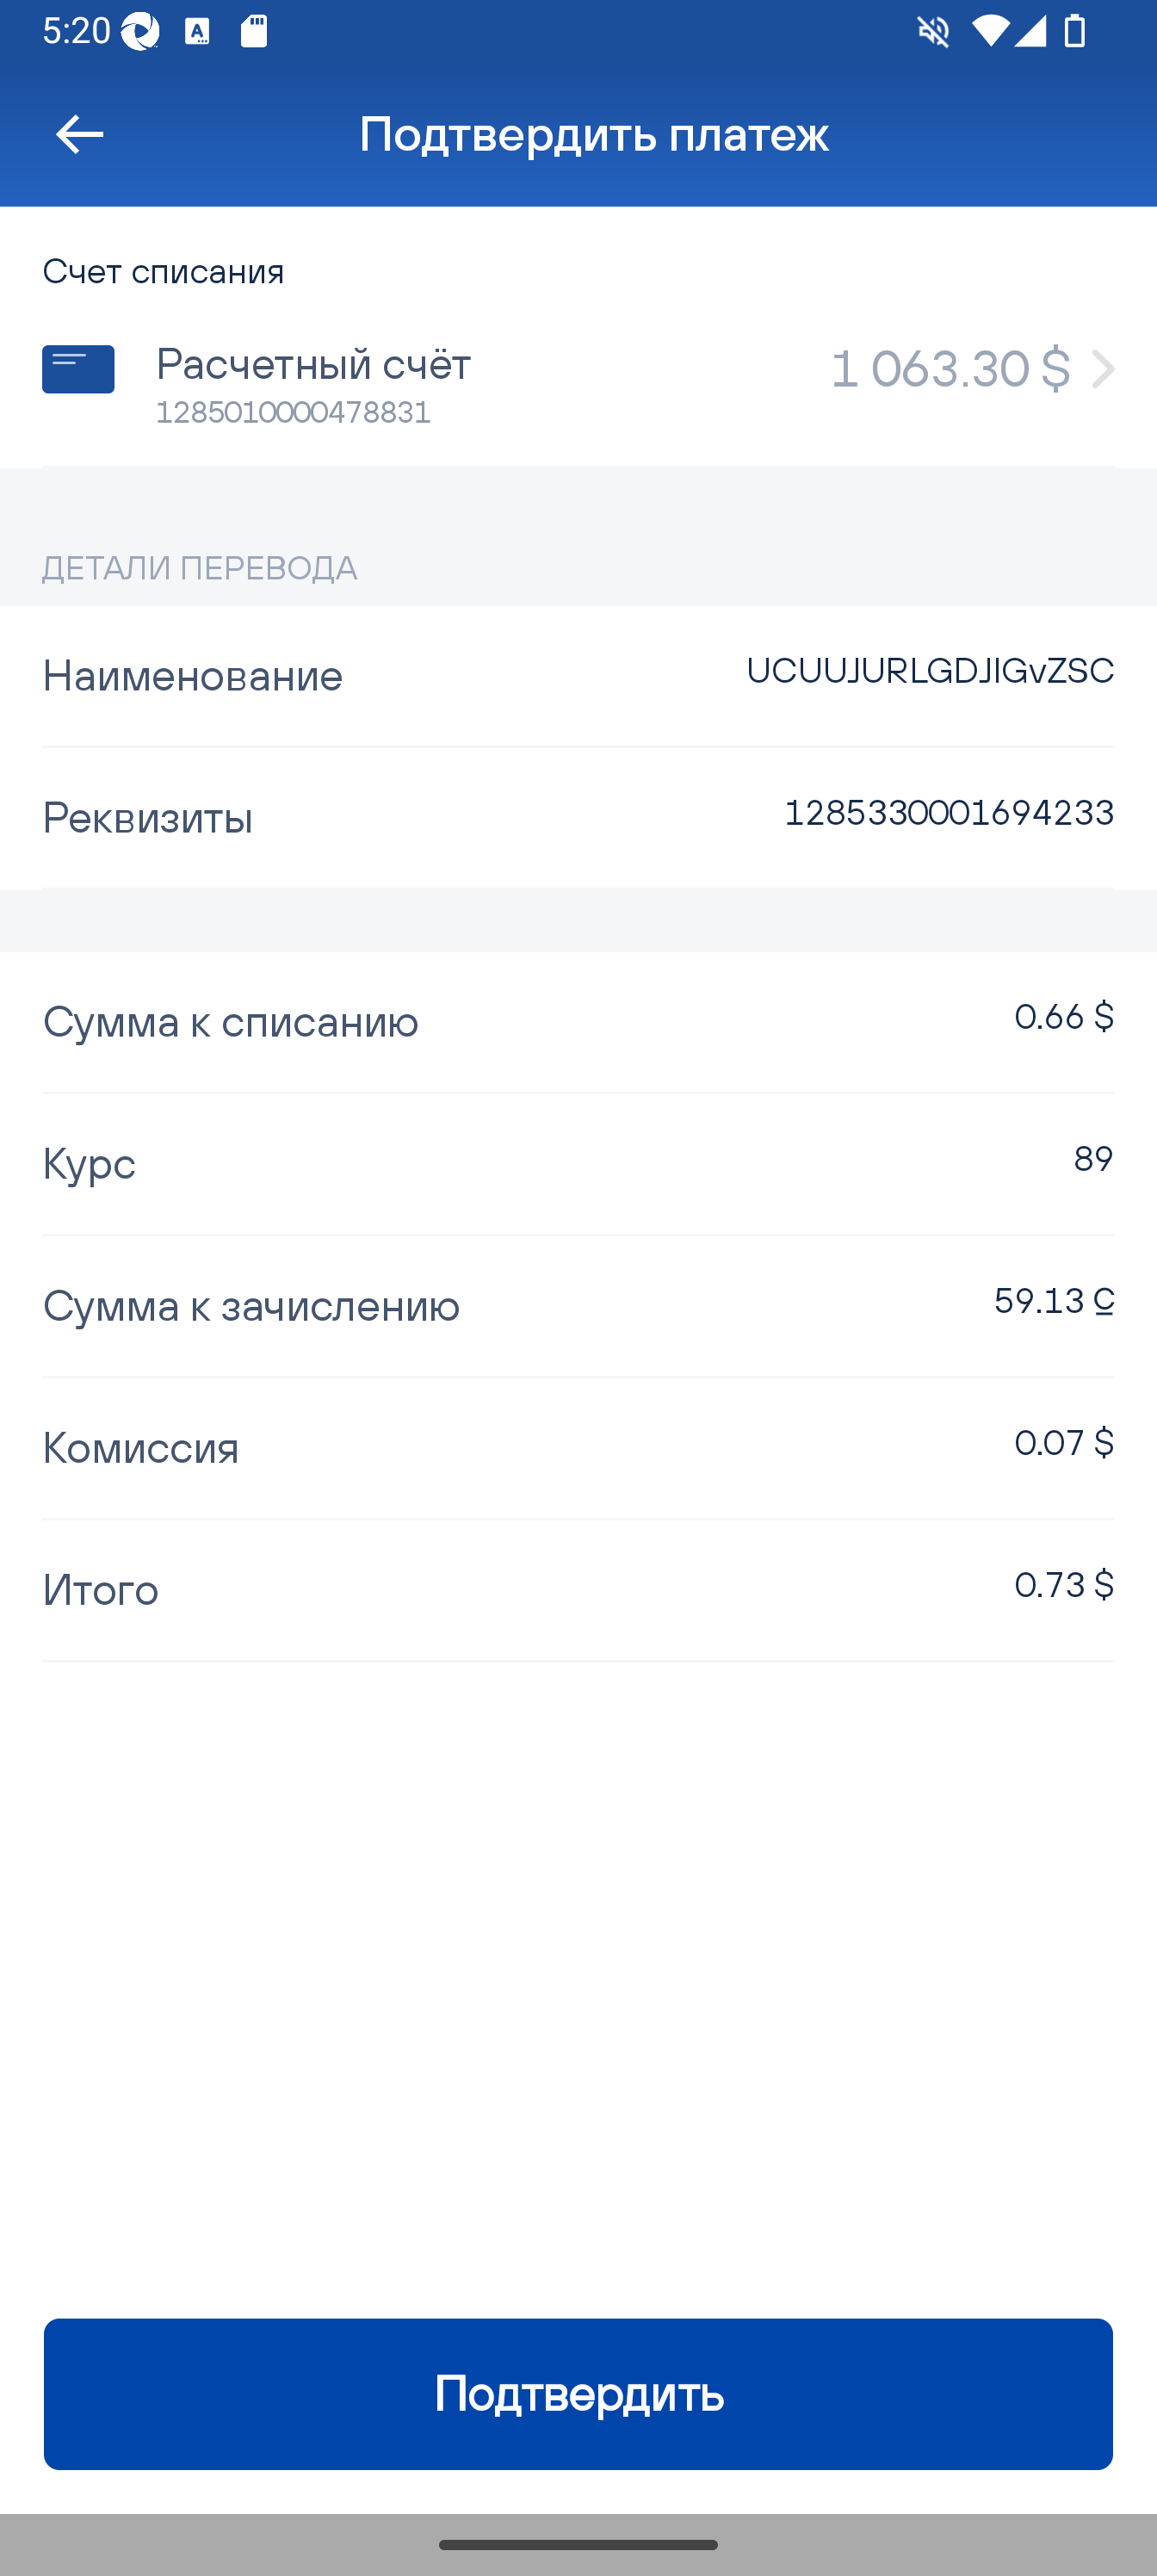 5:20
Подтвердить платеж
Счет списания
Расчетный счёт
1 063.30 $
1285010000478831
ДЕТАЛИ ПЕРЕВОДА
Наименование
UCUUJURLGDJIGvZSC
Реквизиты
1285330001694233
Сумма к списанию
0.66 $
Курс
89
Сумма к зачислению
59.13 С̲
Комиссия
0.07 $
Итого
0.73 $
Подтвердить